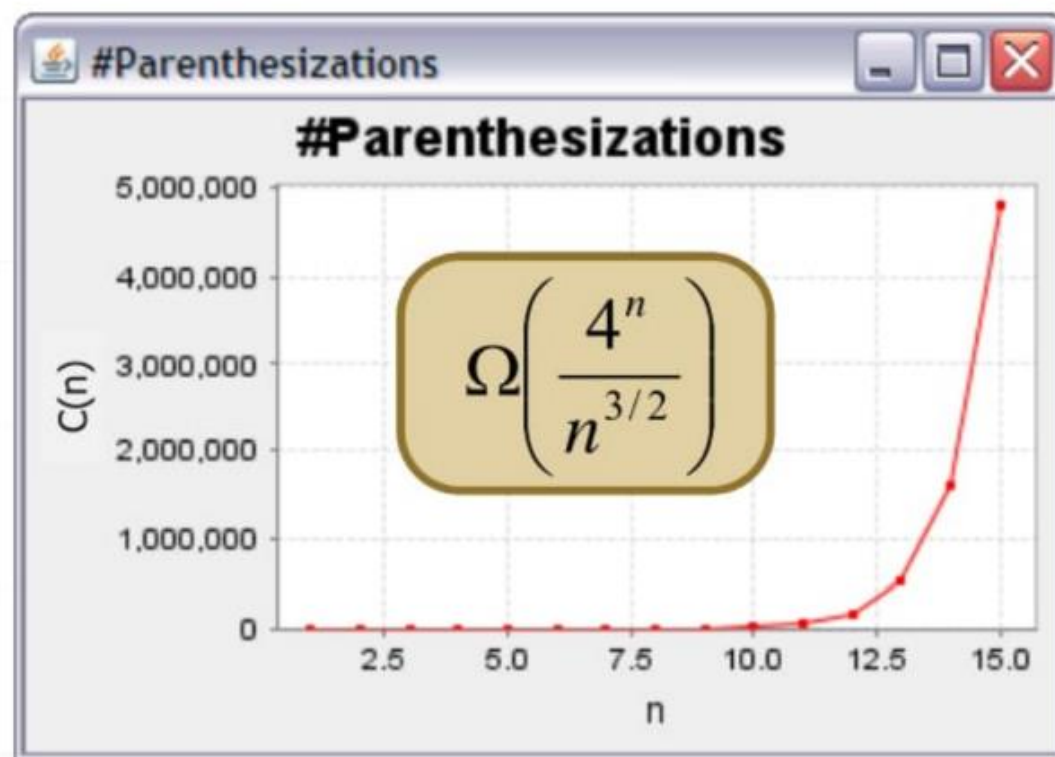 #Parenthesizations
#Parenthesizations
5,000,000
4,000,000
3,000,000
2,000,000
1,000,000
0
C(n)
Ω(4^n / n^{3/2})
2.5 5.0 7.5 10.0 12.5 15.0
n